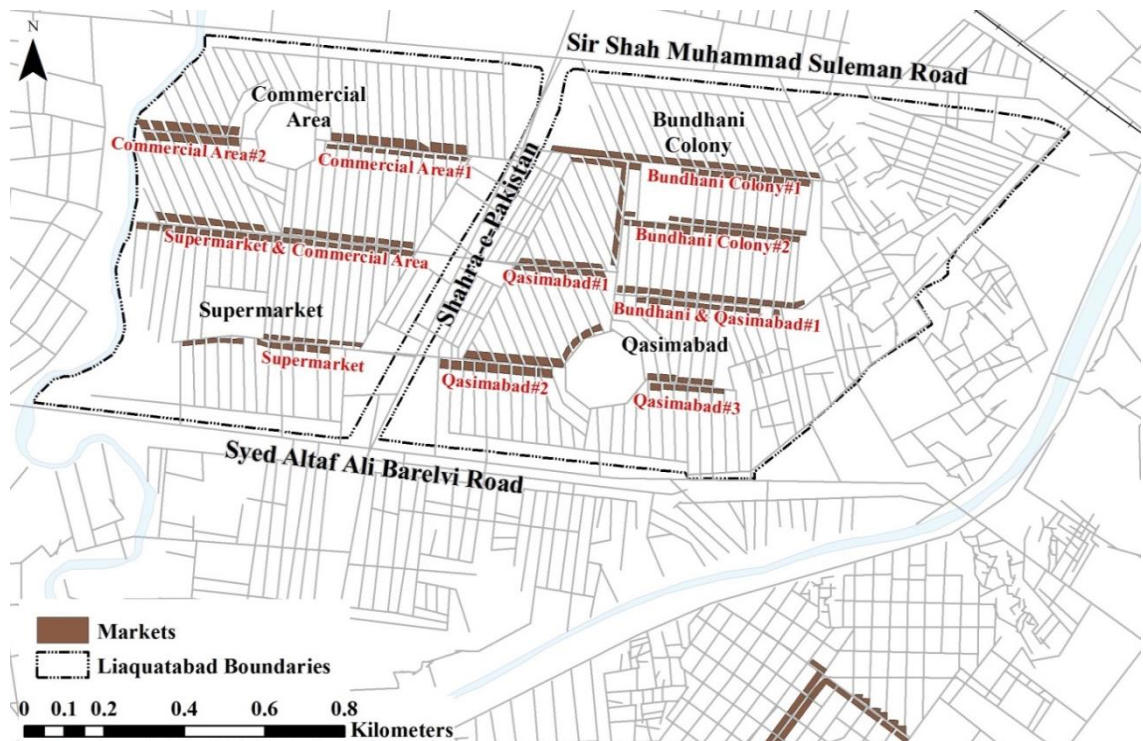 N
Sir Shah Muhammad Suleman Road
Commercial
Area
Bundhani
Colony
Commercial Area#2
Commercial Area#1
Bundhani Colony#1
Shahra-e-Pakistan
Bundhani Colony#2
Supermarket & Commercial Area
Qasimabad#1
Supermarket
Bundhani & Qasimabad#1
Qasimabad
Supermarket
Qasimabad#2
Qasimabad#3
Syed Altaf Ali Barelvi Road
Markets
Liaquatabad Boundaries
0 0.1 0.2 0.4 0.6 0.8
Kilometers